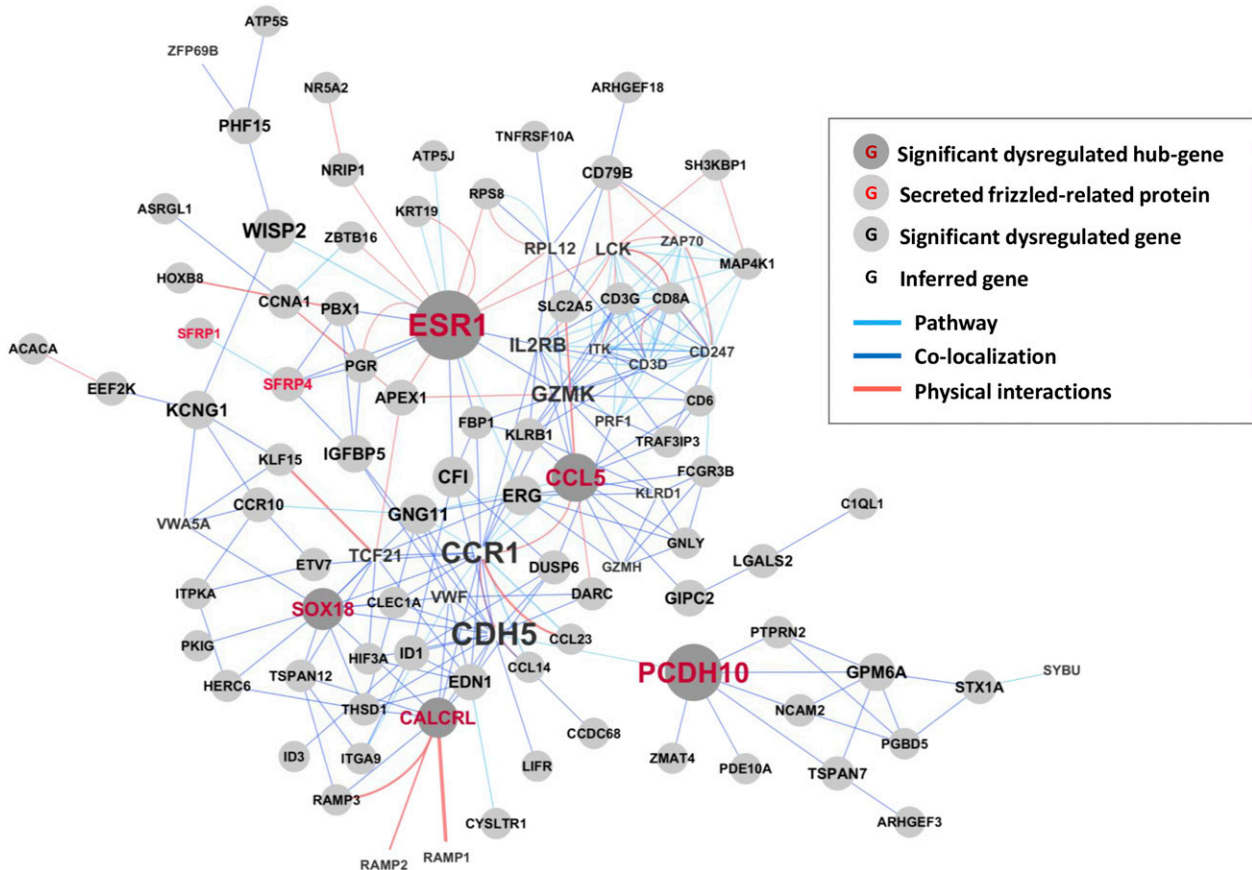 ATP5S
ZFP69B
NR5A2
ARHGEF18
PHF15
TNFRSF10A
ATP5J
NRIP1
CD79B
SH3KBP1
RPS8
ASRGL1
KRT19
WISP2
ZBTB16
RPL12
LCK
ZAP70
MAP4K1
HOXB8
CCNA1
PBX1
SLC2A5
CD3G
CD8A
ESR1
SFRP1
IL2RB
ITK
CD3D
CD247
ACACA
PGR
EEF2K
SFRP4
APEX1
GZMK
CD6
KCNG1
FBP1
PRF1
KLRB1
TRAF3IP3
IGFBP5
KLF15
CFI
CCL5
FCGR3B
ERG
KLRD1
CCR10
GNG11
C1QL1
VWA5A
GNLY
CCR1
TCF21
LGALS2
ETV7
DUSP6
GZMH
ITPKA
CLEC1A
VWF
DARC
GIPC2
SOX18
CDH5
CCL23
PTPRN2
PKIG
HIF3A
ID1
CCL14
PCDH10
GPM6A
SYBU
TSPAN12
EDN1
STX1A
HERC6
THSD1
CALCRL
NCAM2
CCDC68
PGBD5
ID3
ITGA9
LIFR
ZMAT4
PDE10A
TSPAN7
RAMP3
CYSLTR1
ARHGEF3
RAMP2
RAMP1
G Significant dysregulated hub-gene
G Secreted frizzled-related protein
G Significant dysregulated gene
G Inferred gene
Pathway
Co-localization
Physical interactions